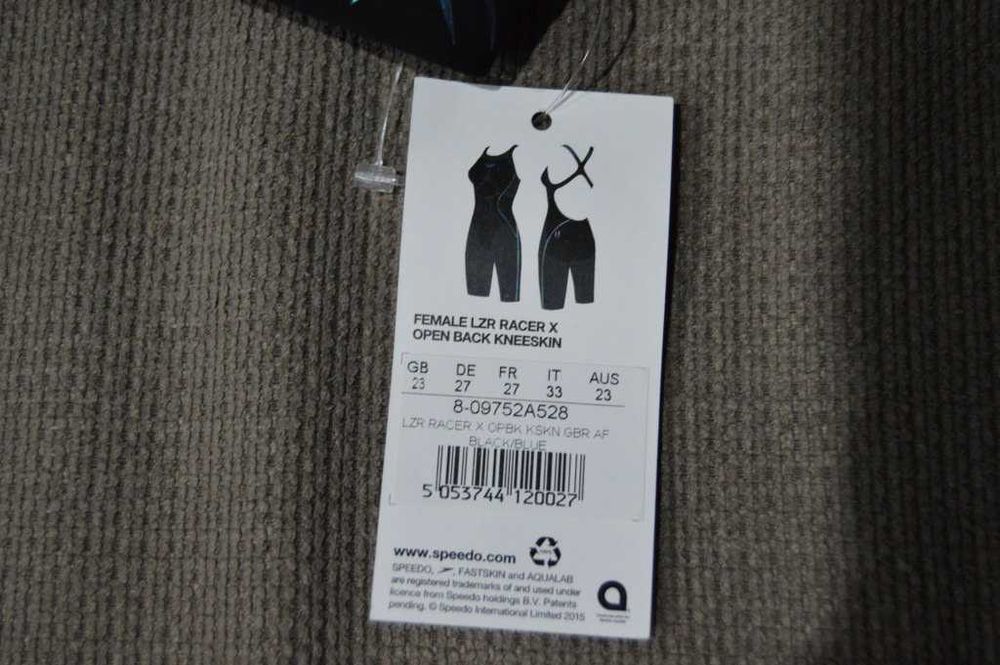 FEMALE LZR RACER X
OPEN BACK KNEESKIN
GB DE FR IT AUS
23 27 27 33 23
8-09752A528
LZR RACER X OPBK KSKN GBR AF
BLACK/BLUE
5 053744 120027
www.speedo.com
SPEEDO, , FASTSKIN and AQUALAB
are registered trademarks of and used under
licence from Speedo holdings B.V. Patents
pending. © Speedo International Limited 2015